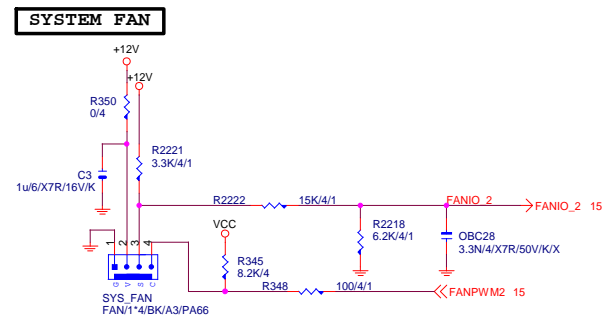 SYSTEM FAN
+12V
+12V
R350
0/4
R2221
3.3K/4/1
C3
1u/6/X7R/16V/K
R2222 15K/4/1 FANIO_2 FANIO_2 15
VCC
R2218
6.2K/4/1
OBC28
3.3N/4/X7R/50V/K/X
1 2 3 4
R345
8.2K/4
R348 100/4/1 FANPWM2 15
G V S C
SYS_FAN
FAN/1*4/BK/A3/PA66